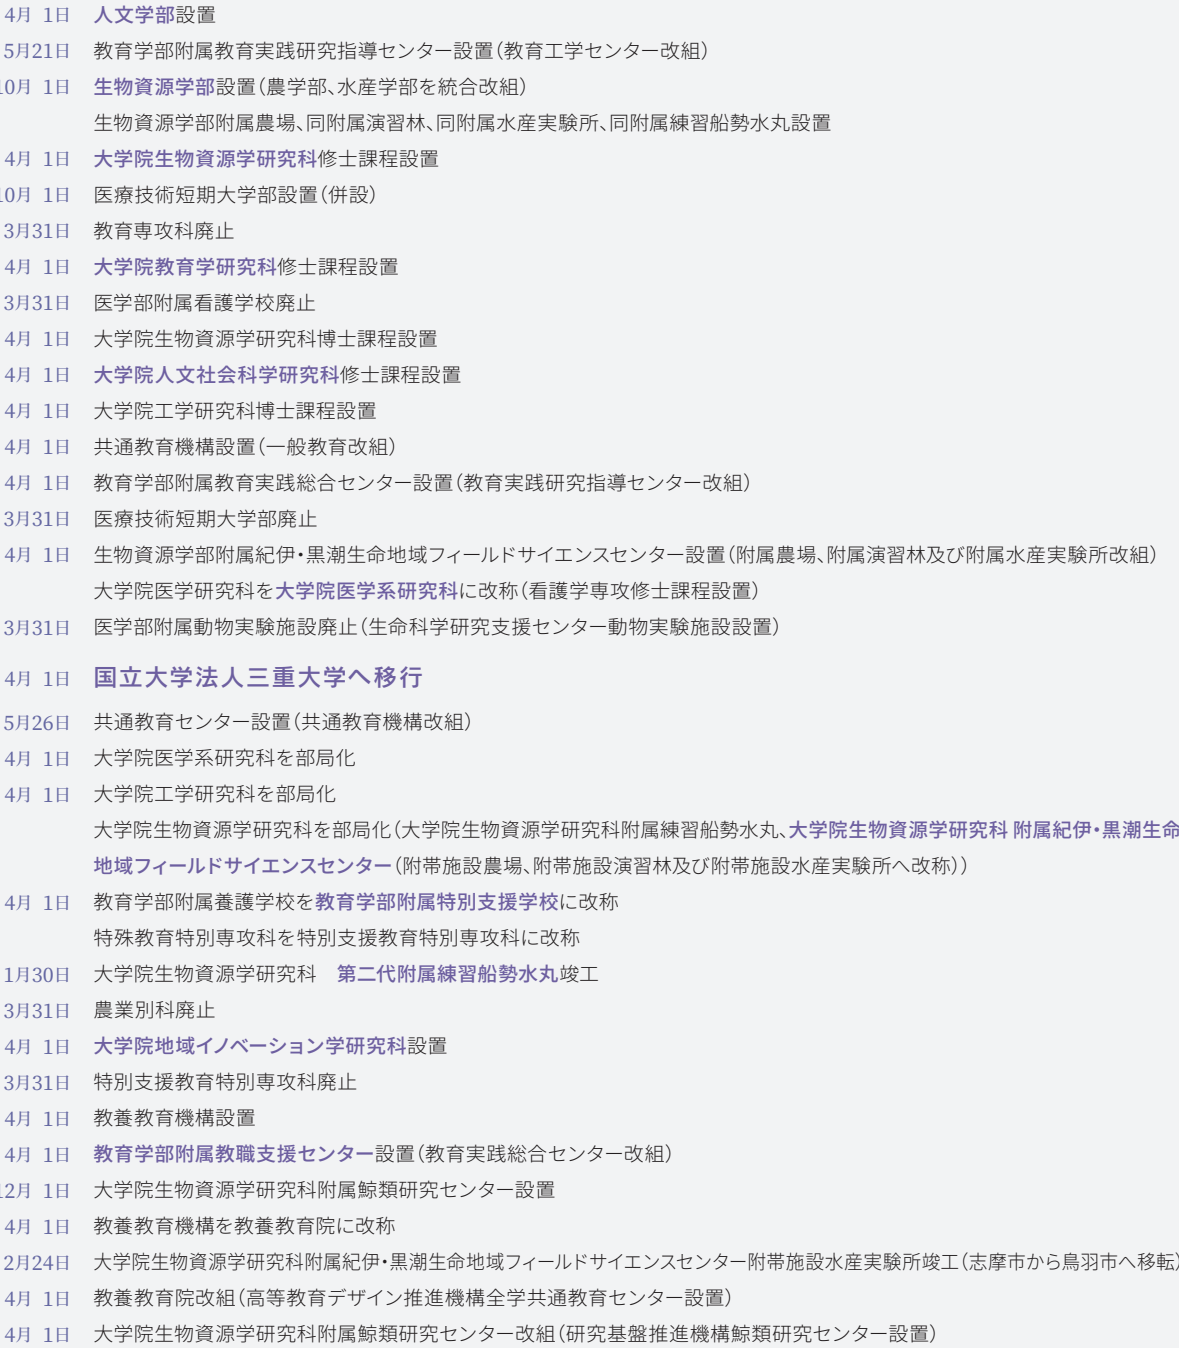 4月 1日 人文学部設置
5月21日 教育学部附属教育実践研究指導センター設置(教育工学センター改組)
10月 1日 生物資源学部設置(農学部、水産学部を統合改組)
生物資源学部附属農場、同附属演習林、同附属水産実験所、同附属練習船勢水丸設置
4月 1日 大学院生物資源学研究科修士課程設置
10月 1日 医療技術短期大学部設置(併設)
3月31日 教育専攻科廃止
4月 1日 大学院教育学研究科修士課程設置
3月31日 医学部附属看護学校廃止
4月 1日 大学院生物資源学研究科博士課程設置
4月 1日 大学院人文社会科学研究科修士課程設置
4月 1日 大学院工学研究科博士課程設置
4月 1日 共通教育機構設置(一般教育改組)
4月 1日 教育学部附属教育実践総合センター設置(教育実践研究指導センター改組)
3月31日 医療技術短期大学部廃止
4月 1日 生物資源学部附属紀伊・黒潮生命地域フィールドサイエンスセンター設置(附属農場、附属演習林及び附属水産実験所改組)
大学院医学研究科を大学院医学系研究科に改称(看護学専攻修士課程設置)
3月31日 医学部附属動物実験施設廃止(生命科学研究支援センター動物実験施設設置)
4月 1日 国立大学法人三重大学へ移行
5月26日 共通教育センター設置(共通教育機構改組)
4月 1日 大学院医学系研究科を部局化
4月 1日 大学院工学研究科を部局化
大学院生物資源学研究科を部局化(大学院生物資源学研究科附属練習船勢水丸、大学院生物資源学研究科 附属紀伊・黒潮生命
地域フィールドサイエンスセンター(附帯施設農場、附帯施設演習林及び附帯施設水産実験所へ改称))
4月 1日 教育学部附属養護学校を教育学部附属特別支援学校に改称
特殊教育特別専攻科を特別支援教育特別専攻科に改称
1月30日 大学院生物資源学研究科 第二代附属練習船勢水丸竣工
3月31日 農業別科廃止
4月 1日 大学院地域イノベーション学研究科設置
3月31日 特別支援教育特別専攻科廃止
4月 1日 教養教育機構設置
4月 1日 教育学部附属教職支援センター設置(教育実践総合センター改組)
12月 1日 大学院生物資源学研究科附属鯨類研究センター設置
4月 1日 教養教育機構を教養教育院に改称
2月24日 大学院生物資源学研究科附属紀伊・黒潮生命地域フィールドサイエンスセンター附帯施設水産実験所竣工(志摩市から鳥羽市へ移転)
4月 1日 教養教育院改組(高等教育デザイン推進機構全学共通教育センター設置)
4月 1日 大学院生物資源学研究科附属鯨類研究センター改組(研究基盤推進機構鯨類研究センター設置)